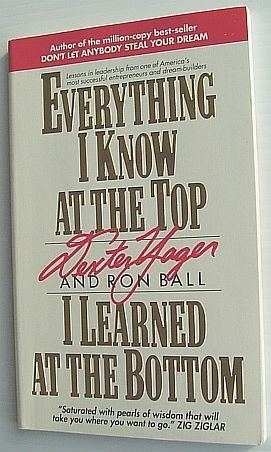 Author of the million-copy best-seller
DON'T LET ANYBODY STEAL YOUR DREAM
Lessons in leadership from one of America's
most successful entrepreneurs and dream-builders
EVERYTHING
I KNOW
AT THE TOP
Dexter Yager
AND RON BALL
I LEARNED
AT THE BOTTOM
"Saturated with pearls of wisdom that will
take you where you want to go." ZIG ZIGLAR